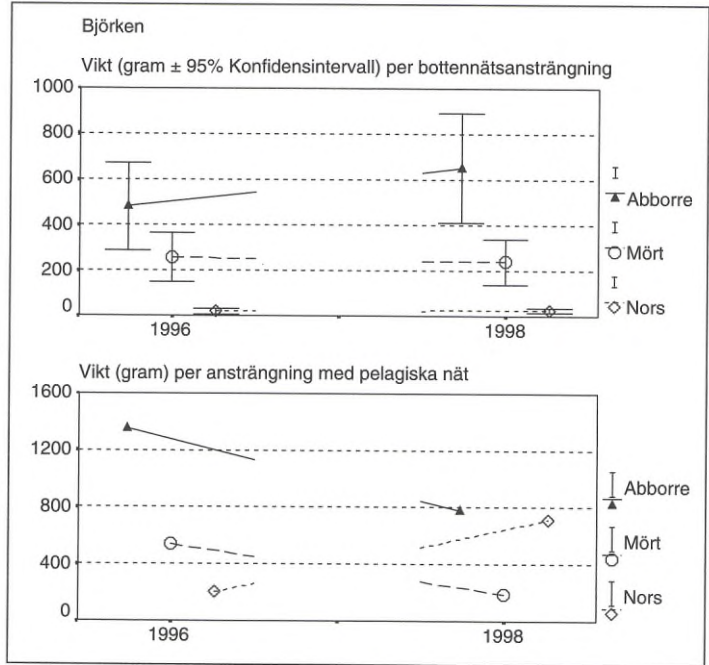 Björken
Vikt (gram ± 95% Konfidensintervall) per bottennätsansträngning
1000
800
600
400
200
0
1996
1998
Abborre
Mört
Nors
Vikt (gram) per ansträngning med pelagiska nät
1600
1200
800
400
0
1996
1998
Abborre
Mört
Nors